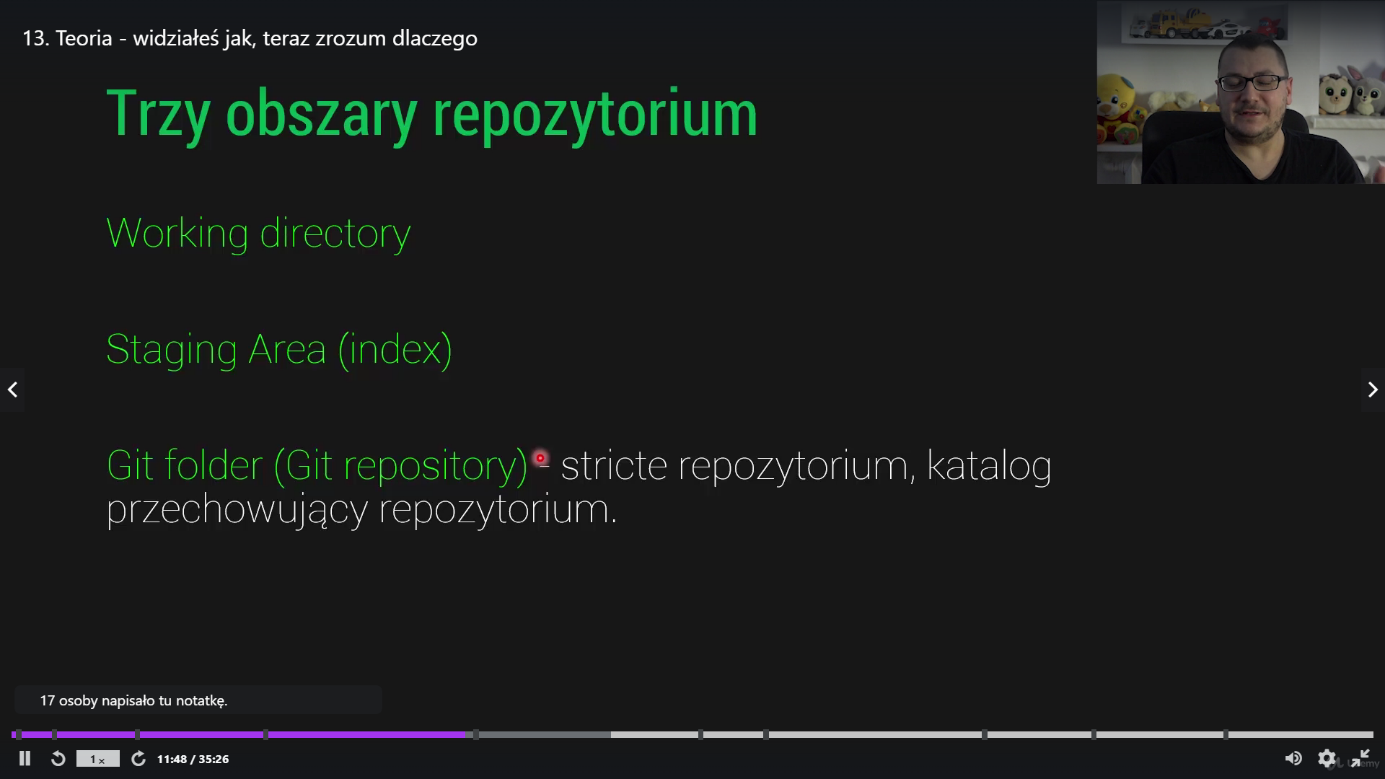 13. Teoria - widziałeś jak, teraz zrozum dlaczego
Trzy obszary repozytorium
Working directory
Staging Area (index)
Git folder (Git repository) - stricte repozytorium, katalog
przechowujący repozytorium.
17 osoby napisało tu notatkę.
1x
11:48 / 35:26
Udemy